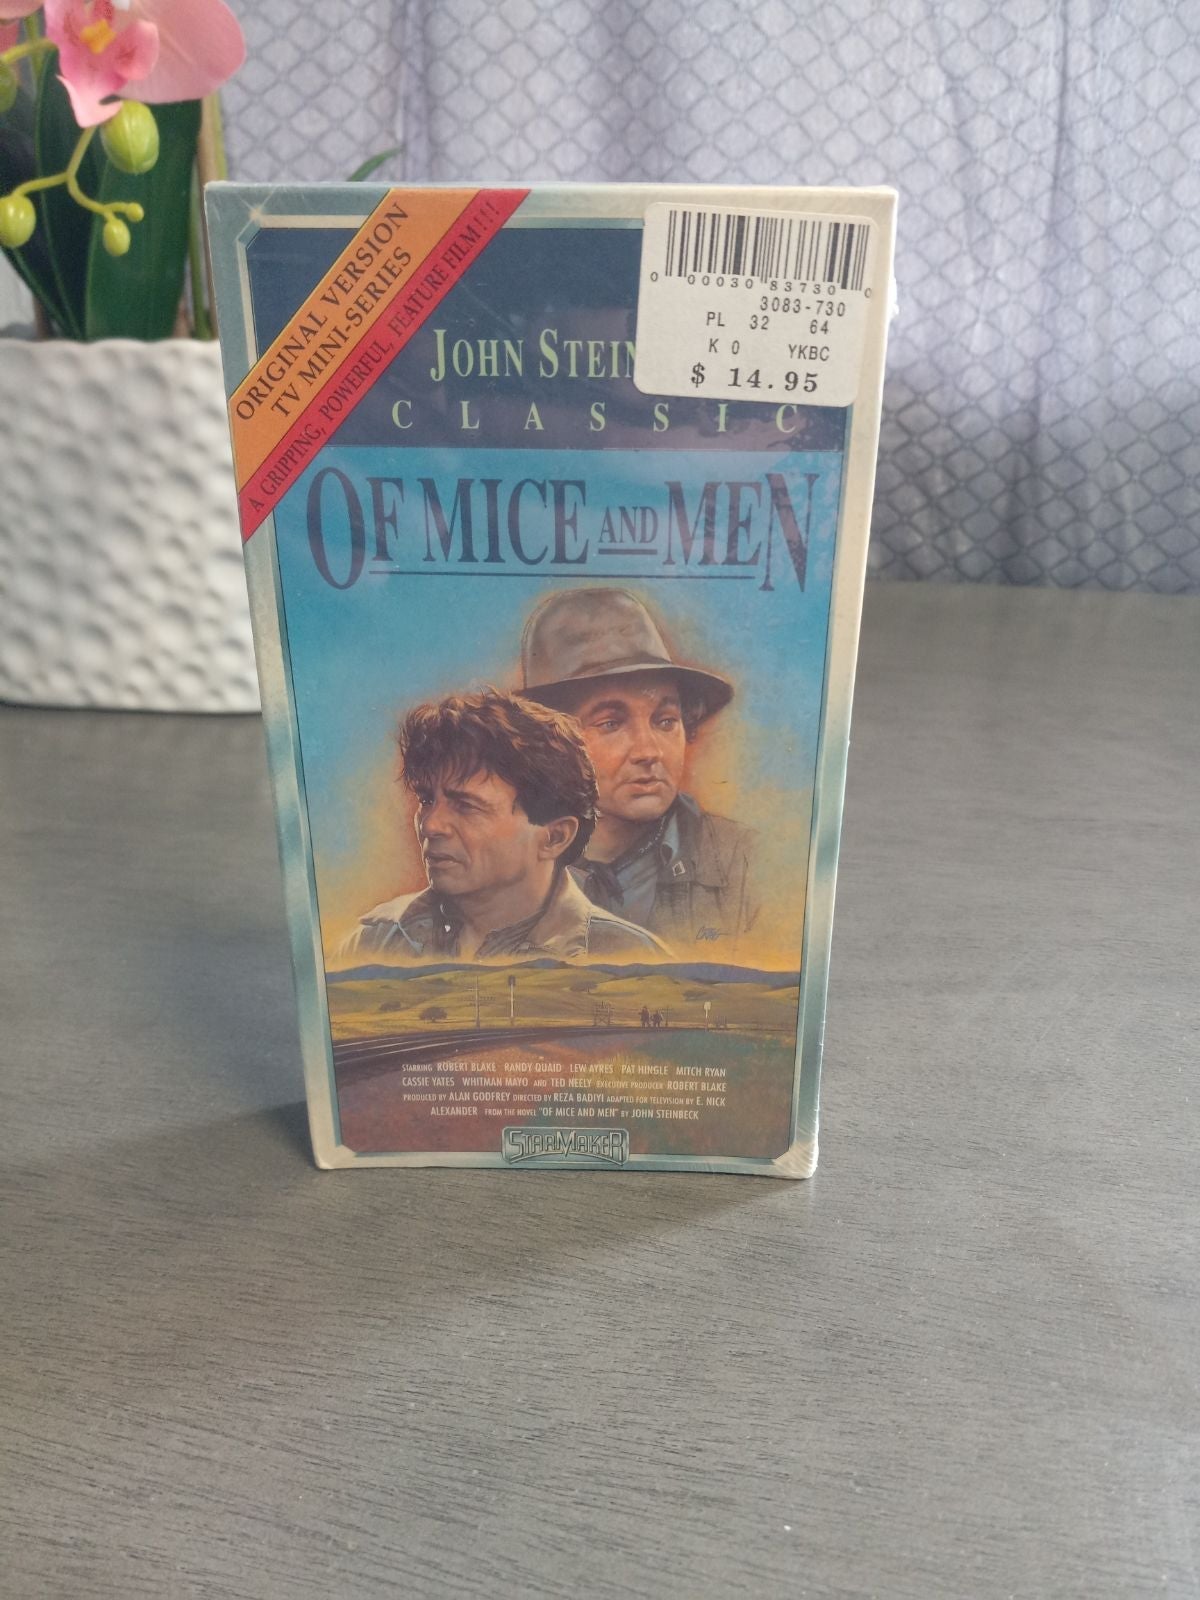 ORIGINAL VERSION
TV MINI-SERIES
A GRIPPING, POWERFUL, FEATURE FILM!!!
0 00030 83730 0
3083-730
PL 32 64
K 0 YKBC
$ 14.95
JOHN STEIN
CLASSIC
OF MICE AND MEN
STARRING ROBERT BLAKE RANDY QUAID LEW AYRES PAT HINGLE MITCH RYAN
CASSIE YATES WHITMAN MAYO AND TED NEELY EXECUTIVE PRODUCER ROBERT BLAKE
PRODUCED BY ALAN GODFREY DIRECTED BY REZA BADIYI ADAPTED FOR TELEVISION BY E. NICK
ALEXANDER FROM THE NOVEL "OF MICE AND MEN" BY JOHN STEINBECK
STARMAKER